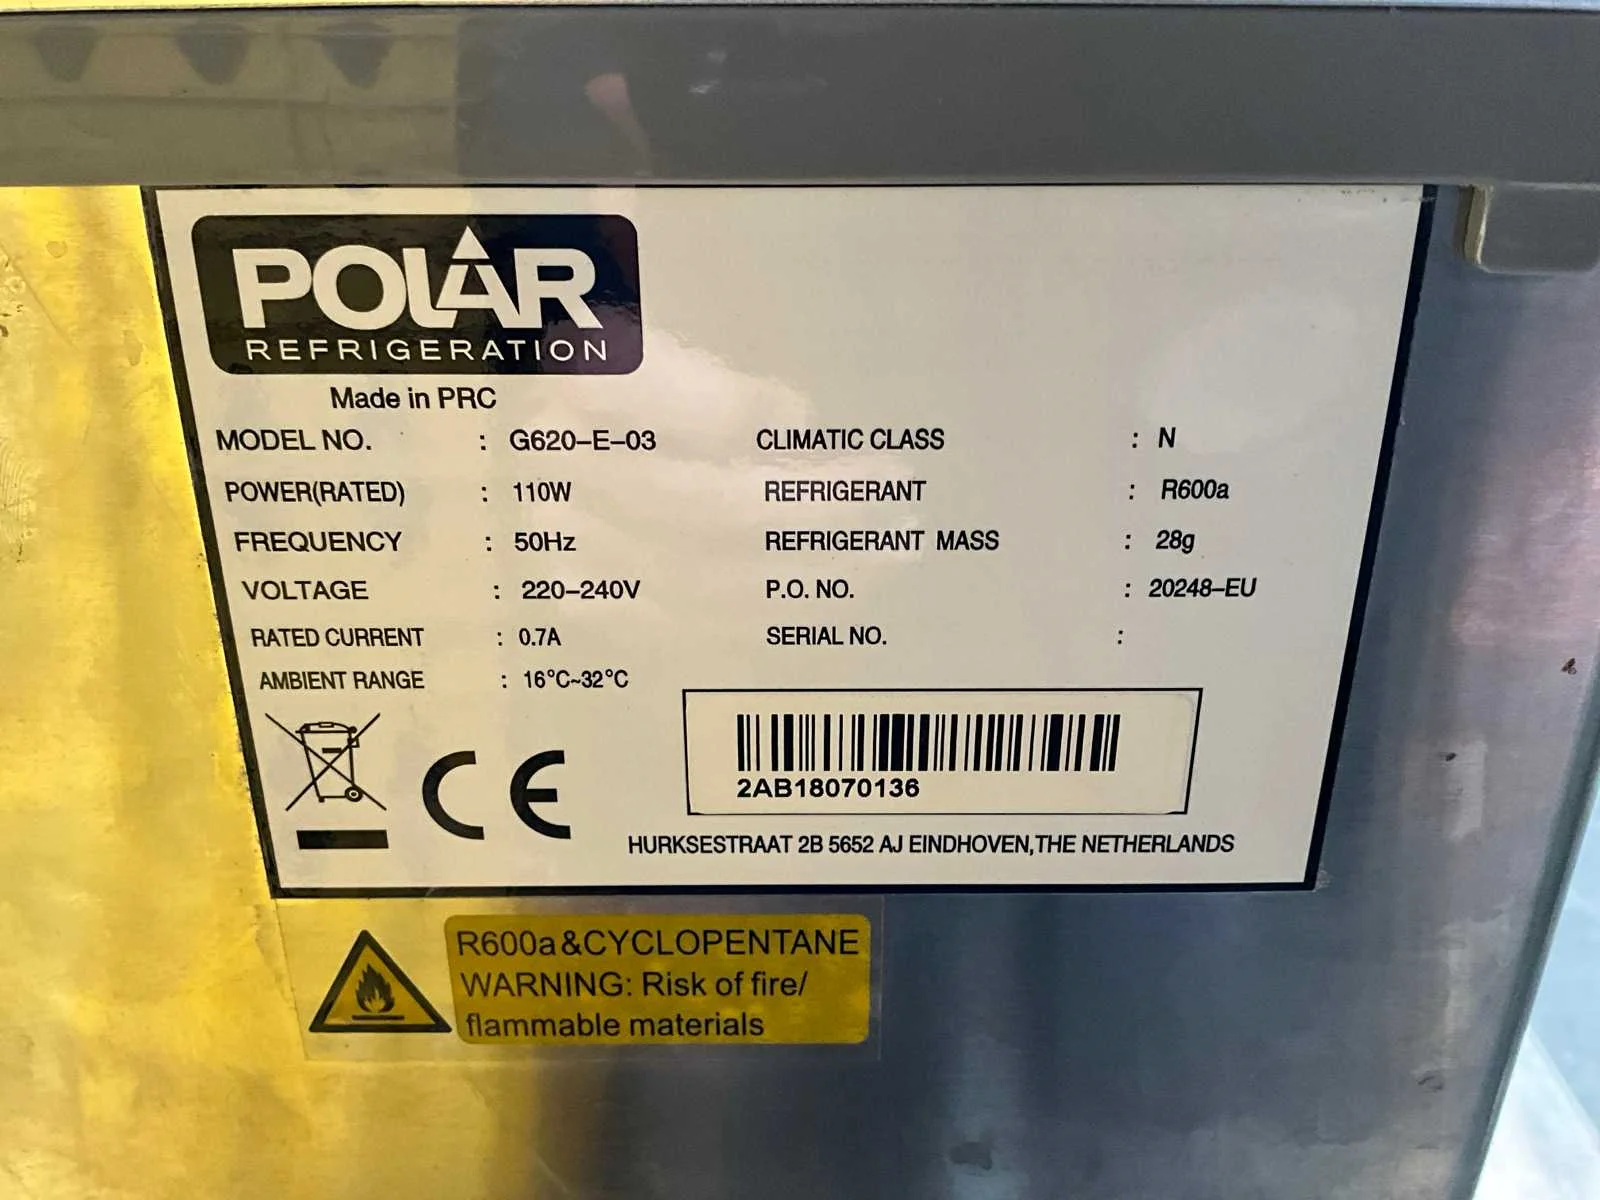 POLAR
REFRIGERATION
Made in PRC
MODEL NO. : G620-E-03 CLIMATIC CLASS : N
POWER(RATED) : 110W REFRIGERANT : R600a
FREQUENCY : 50Hz REFRIGERANT MASS : 28g
VOLTAGE : 220-240V P.O. NO. : 20248-EU
RATED CURRENT : 0.7A SERIAL NO. :
AMBIENT RANGE : 16°C~32°C
CE
2AB18070136
HURKSESTRAAT 2B 5652 AJ EINDHOVEN,THE NETHERLANDS
R600a&CYCLOPENTANE
WARNING: Risk of fire/
flammable materials